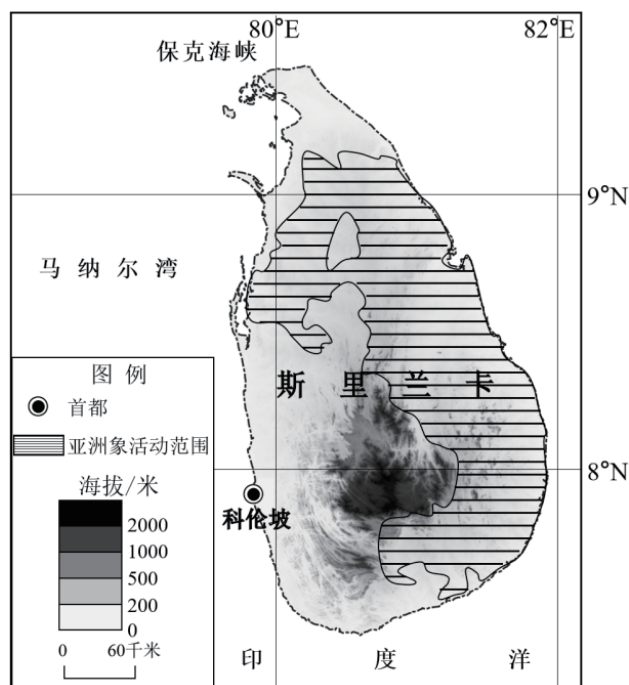 80°E 82°E
保克海峡
9°N
马纳尔湾
图例
斯里兰卡
首都
亚洲象活动范围
海拔/米
8°N
2000
科伦坡
1000
500
200
0
0 60千米
印度洋